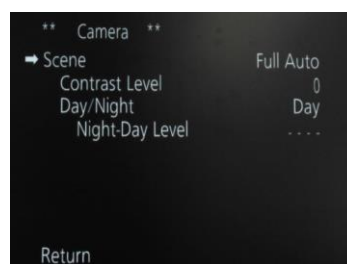 ** Camera **
➡ Scene Full Auto
Contrast Level 0
Day/Night Day
Night-Day Level ----
Return